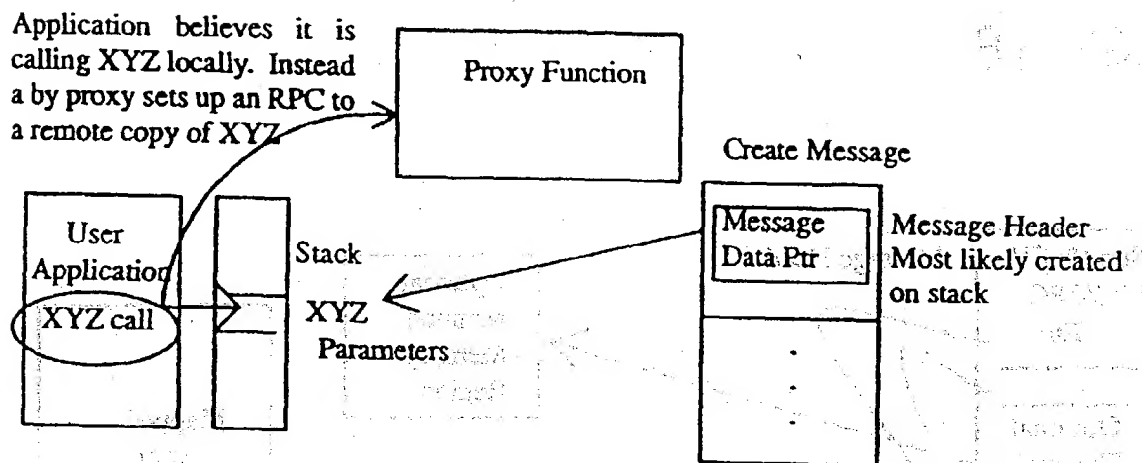 Application believes it is
calling XYZ locally. Instead
a by proxy sets up an RPC to
a remote copy of XYZ
Proxy Function
Create Message
User
Application
XYZ call
Stack
XYZ
Parameters
Message
Data Ptr
Message Header
Most likely created
on stack